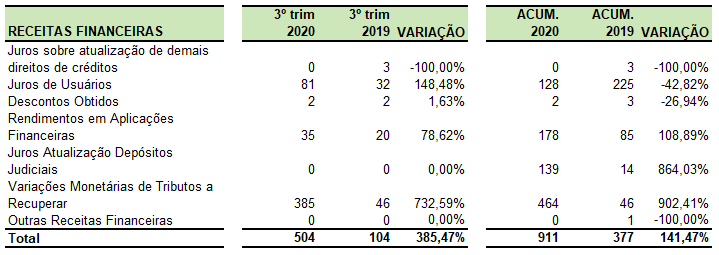 3º trim 3º trim ACUM. ACUM.
RECEITAS FINANCEIRAS 2020 2019 VARIAÇÃO 2020 2019 VARIAÇÃO
Juros sobre atualização de demais
direitos de créditos 0 3 -100,00% 0 3 -100,00%
Juros de Usuários 81 32 148,48% 128 225 -42,82%
Descontos Obtidos 2 2 1,63% 2 3 -26,94%
Rendimentos em Aplicações
Financeiras 35 20 78,62% 178 85 108,89%
Juros Atualização Depósitos
Judiciais 0 0 0,00% 139 14 864,03%
Variações Monetárias de Tributos a
Recuperar 385 46 732,59% 464 46 902,41%
Outras Receitas Financeiras 0 0 0,00% 0 1 -100,00%
Total 504 104 385,47% 911 377 141,47%